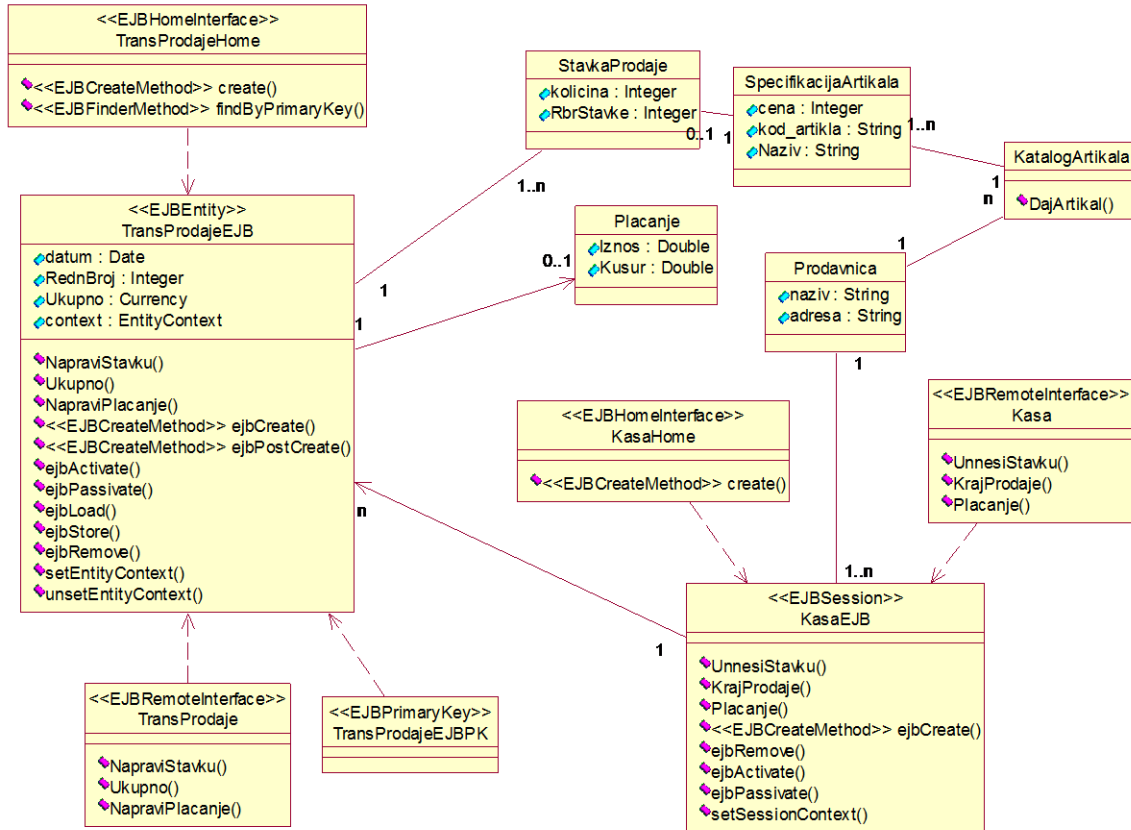 <<EJBHomeInterface>>
TransProdajeHome
<<EJBCreateMethod>> create()
<<EJBFinderMethod>> findByPrimaryKey()
StavkaProdaje
kolicina : Integer
RbrStavke : Integer
0..1
1
SpecifikacijaArtikala
cena : Integer
kod_artikla : String
Naziv : String
1..n
1
KatalogArtikala
DajArtikal()
n
1
1..n
1
<<EJBEntity>>
TransProdajeEJB
datum : Date
RednBroj : Integer
Ukupno : Currency
context : EntityContext
NapraviStavku()
Ukupno()
NapraviPlacanje()
<<EJBCreateMethod>> ejbCreate()
<<EJBCreateMethod>> ejbPostCreate()
ejbActivate()
ejbPassivate()
ejbLoad()
ejbStore()
ejbRemove()
setEntityContext()
unsetEntityContext()
Placanje
Iznos : Double
Kusur : Double
0..1
1
Prodavnica
naziv : String
adresa : String
1
1..n
<<EJBHomeInterface>>
KasaHome
<<EJBCreateMethod>> create()
<<EJBRemoteInterface>>
Kasa
UnnesiStavku()
KrajProdaje()
Placanje()
n
1
<<EJBSession>>
KasaEJB
UnnesiStavku()
KrajProdaje()
Placanje()
<<EJBCreateMethod>> ejbCreate()
ejbRemove()
ejbActivate()
ejbPassivate()
setSessionContext()
<<EJBRemoteInterface>>
TransProdaje
NapraviStavku()
Ukupno()
NapraviPlacanje()
<<EJBPrimaryKey>>
TransProdajeEJBPK